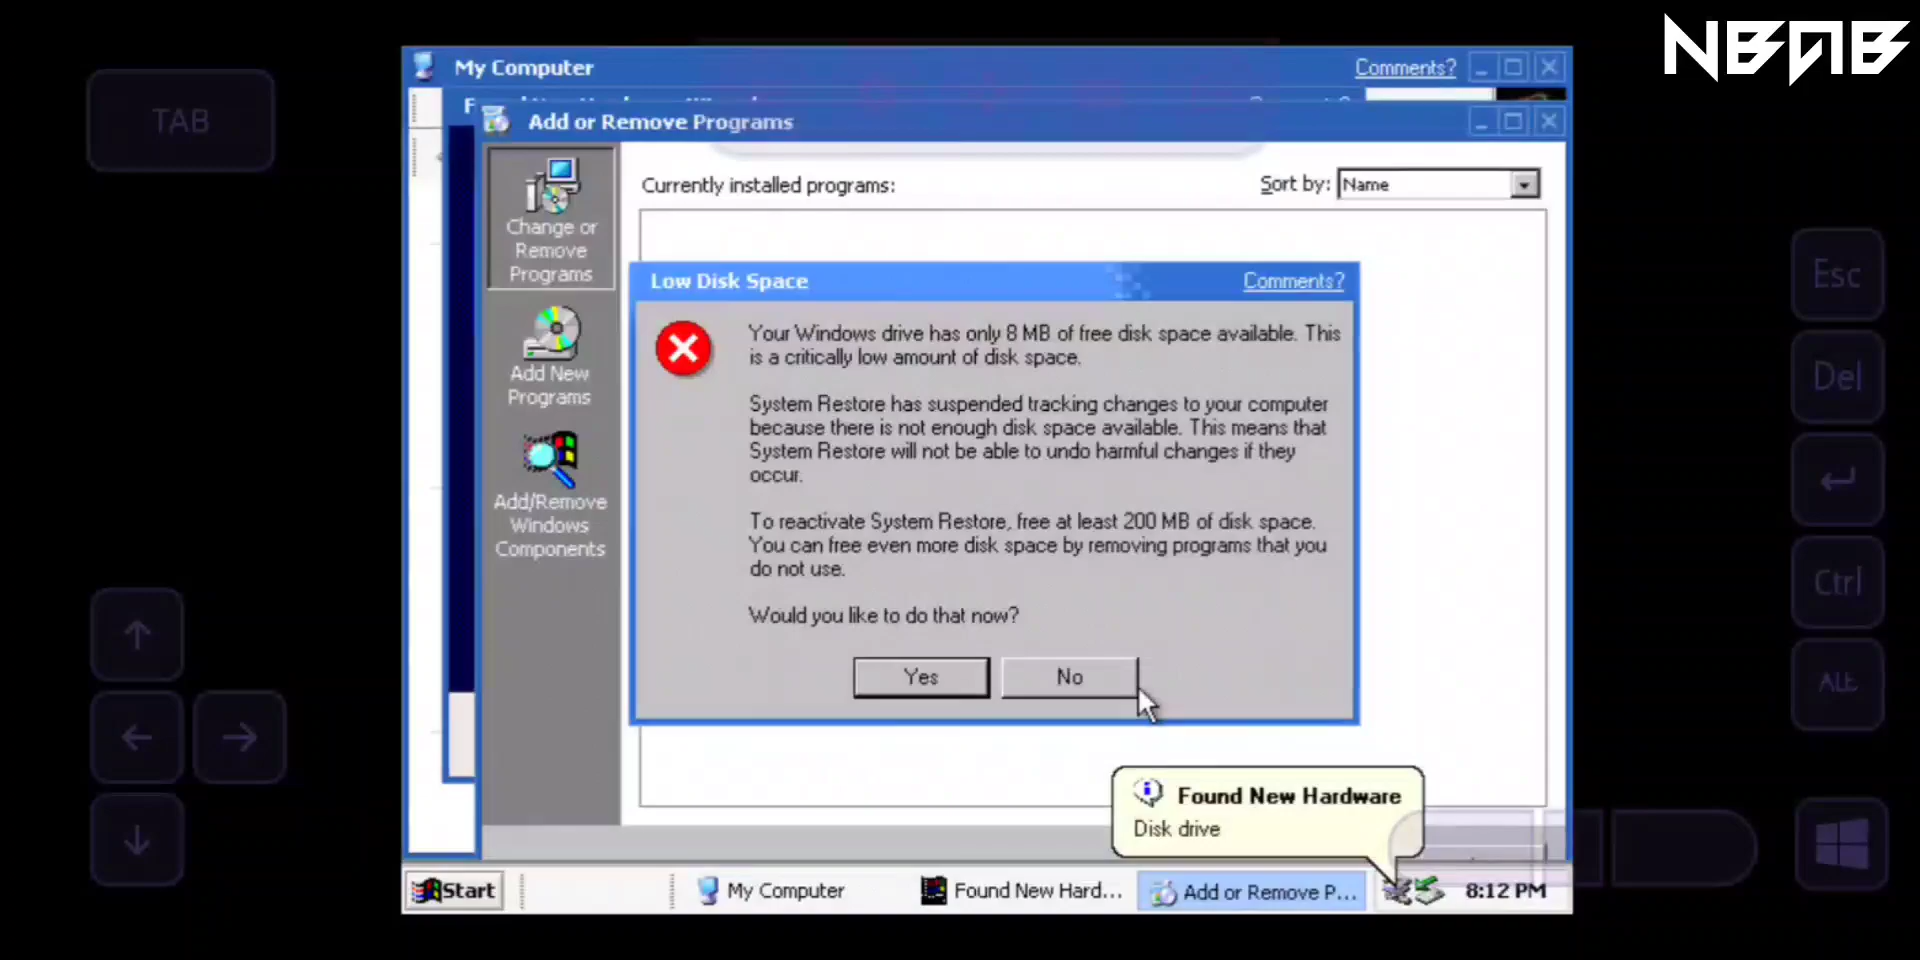 NBAB
TAB
My Computer
Comments?
Add or Remove Programs
Currently installed programs:
Sort by:
Name
Change or
Remove
Programs
Add New
Programs
Add/Remove
Windows
Components
Low Disk Space
Comments?
Your Windows drive has only 8 MB of free disk space available. This
is a critically low amount of disk space.
System Restore has suspended tracking changes to your computer
because there is not enough disk space available. This means that
System Restore will not be able to undo harmful changes if they
occur.
To reactivate System Restore, free at least 200 MB of disk space.
You can free even more disk space by removing programs that you
do not use.
Would you like to do that now?
Yes
No
Found New Hardware
Disk drive
Start
My Computer
Found New Hard...
Add or Remove P...
8:12 PM
Esc
Del
Ctrl
ALt